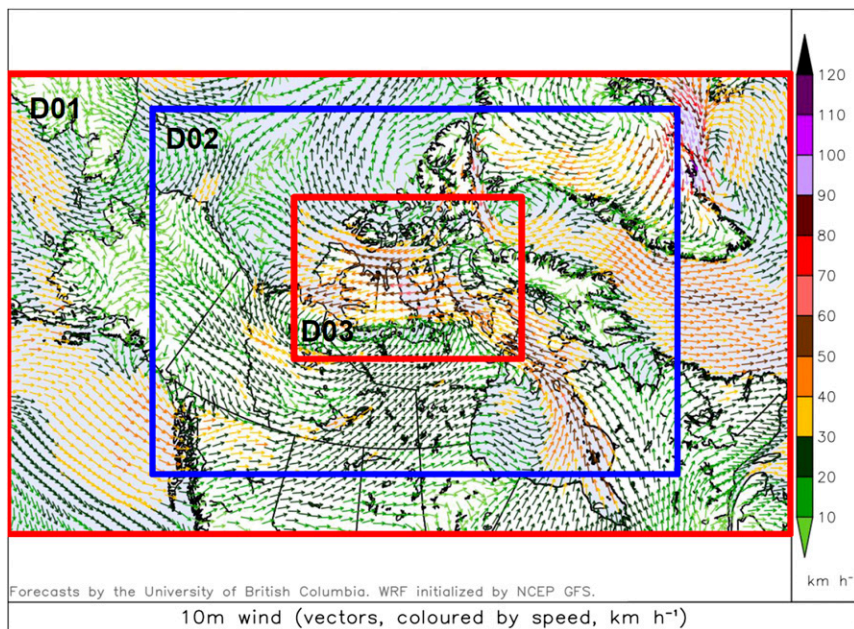 D01
D02
D03
120
110
100
90
80
70
60
50
40
30
20
10
km h⁻¹
Forecasts by the University of British Columbia. WRF initialized by NCEP GFS.
10m wind (vectors, coloured by speed, km h⁻¹)